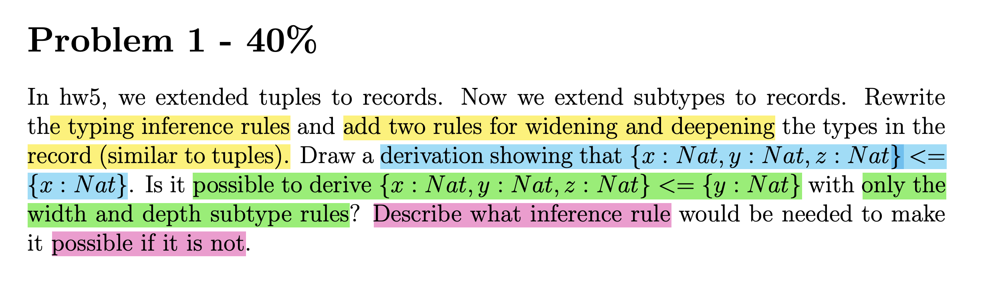 Problem 1 - 40%
In hw5, we extended tuples to records. Now we extend subtypes to records. Rewrite
the typing inference rules and add two rules for widening and deepening the types in the
record (similar to tuples). Draw a derivation showing that {x : Nat, y : Nat, z : Nat} <=
{x : Nat}. Is it possible to derive {x : Nat, y : Nat, z : Nat} <= {y : Nat} with only the
width and depth subtype rules? Describe what inference rule would be needed to make
it possible if it is not.